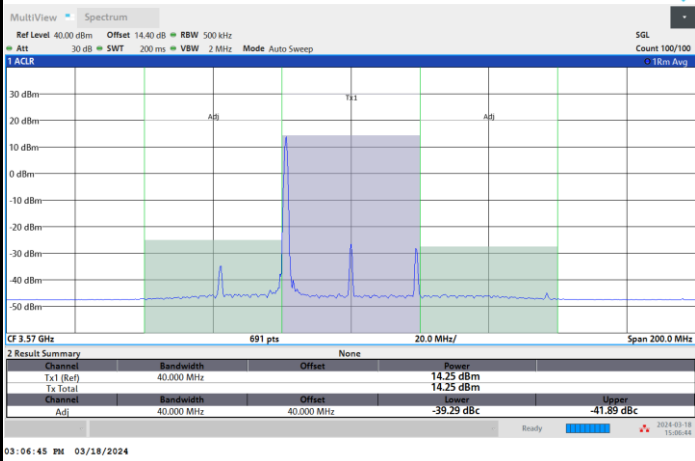 MultiView Spectrum
Ref Level 40.00 dBm Offset 14.40 dB RBW 500 kHz SGL
Att 30 dB SWT 200 ms VBW 2 MHz Mode Auto Sweep Count 100/100
1 ACLR 1Rm Avg
30 dBm
Tx1
20 dBm Adj Adj
10 dBm
0 dBm
-10 dBm
-20 dBm
-30 dBm
-40 dBm
-50 dBm
CF 3.57 GHz 691 pts 20.0 MHz/ Span 200.0 MHz
2 Result Summary None
Channel Bandwidth Offset Power
Tx1 (Ref) 40.000 MHz 14.25 dBm
Tx Total 14.25 dBm
Channel Bandwidth Offset Lower Upper
Adj 40.000 MHz 40.000 MHz -39.29 dBc -41.89 dBc
Ready 2024-03-18
15:06:44
03:06:45 PM 03/18/2024